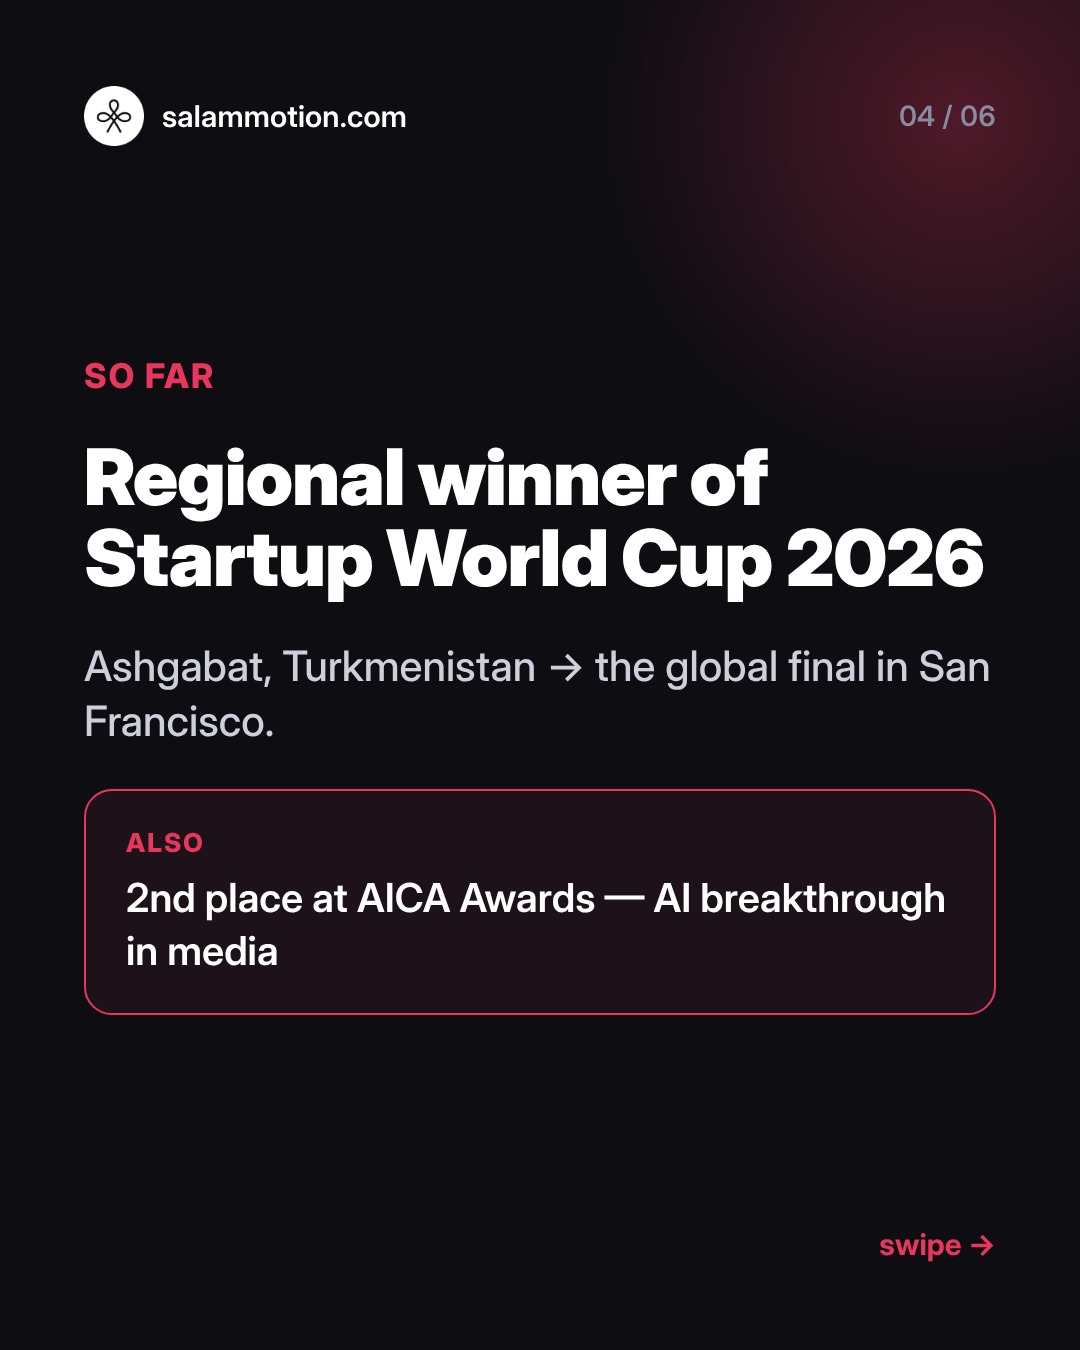 salammotion.com
04 / 06
SO FAR
Regional winner of
Startup World Cup 2026
Ashgabat, Turkmenistan → the global final in San
Francisco.
ALSO
2nd place at AICA Awards — AI breakthrough
in media
swipe →